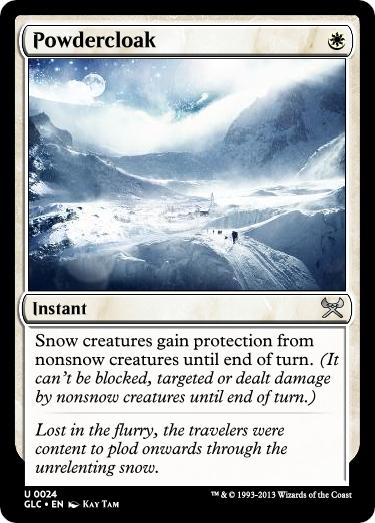 Powdercloak
Instant
Snow creatures gain protection from
nonsnow creatures until end of turn. (It
can't be blocked, targeted or dealt damage
by nonsnow creatures until end of turn.)
Lost in the flurry, the travelers were
content to plod onwards through the
unrelenting snow.
U 0024
GLC • EN Kay Tam
™ & © 1993-2013 Wizards of the Coast